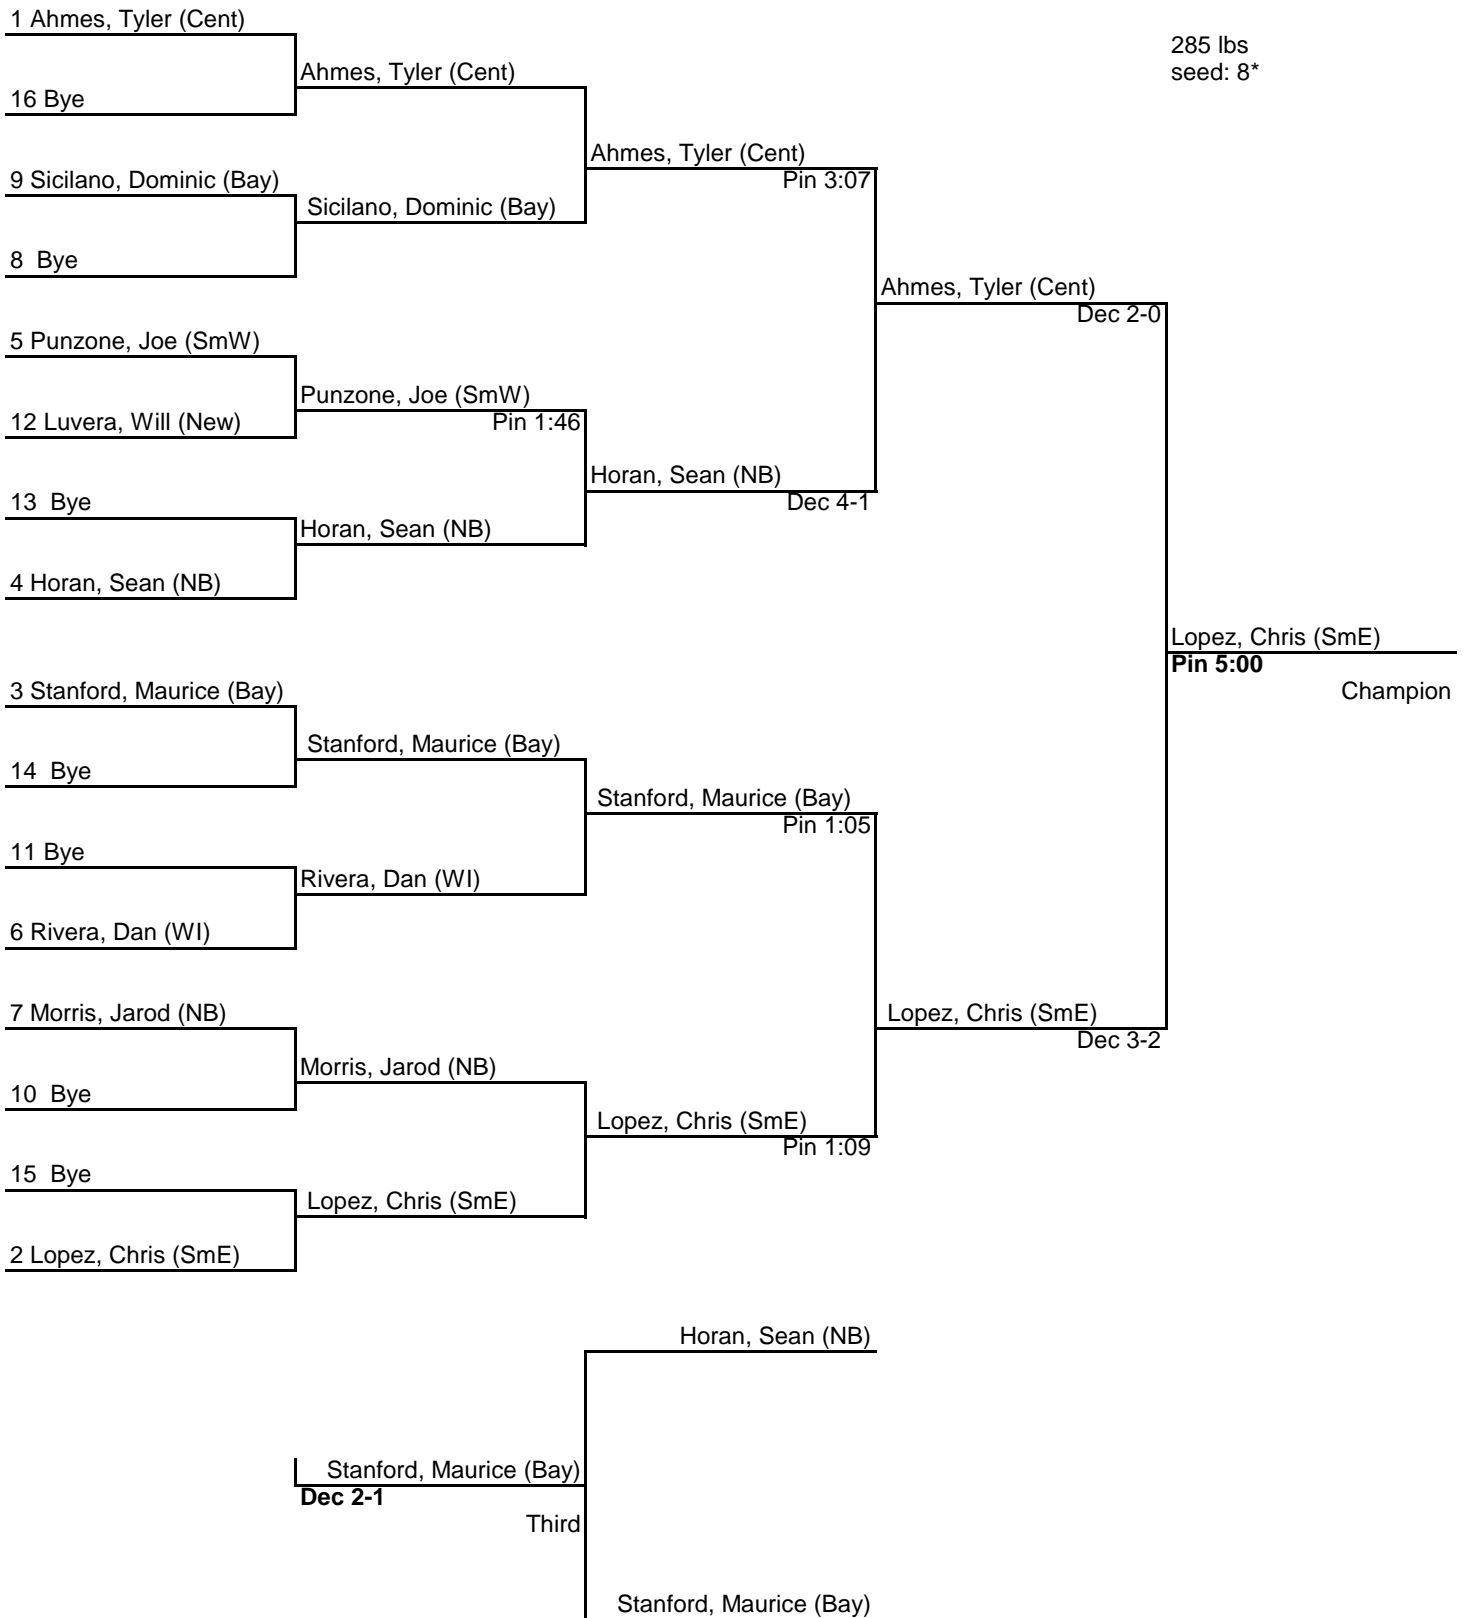 1 Ahmes, Tyler (Cent)
285 lbs
seed: 8*
Ahmes, Tyler (Cent)
16 Bye
Ahmes, Tyler (Cent)
Pin 3:07
9 Sicilano, Dominic (Bay)
Sicilano, Dominic (Bay)
8 Bye
Ahmes, Tyler (Cent)
Dec 2-0
5 Punzone, Joe (SmW)
Punzone, Joe (SmW)
Pin 1:46
12 Luvera, Will (New)
Horan, Sean (NB)
Dec 4-1
13 Bye
Horan, Sean (NB)
4 Horan, Sean (NB)
Lopez, Chris (SmE)
Pin 5:00
Champion
3 Stanford, Maurice (Bay)
Stanford, Maurice (Bay)
14 Bye
Stanford, Maurice (Bay)
Pin 1:05
11 Bye
Rivera, Dan (WI)
6 Rivera, Dan (WI)
7 Morris, Jarod (NB)
Lopez, Chris (SmE)
Dec 3-2
Morris, Jarod (NB)
10 Bye
Lopez, Chris (SmE)
Pin 1:09
15 Bye
Lopez, Chris (SmE)
2 Lopez, Chris (SmE)
Horan, Sean (NB)
Stanford, Maurice (Bay)
Dec 2-1
Third
Stanford, Maurice (Bay)